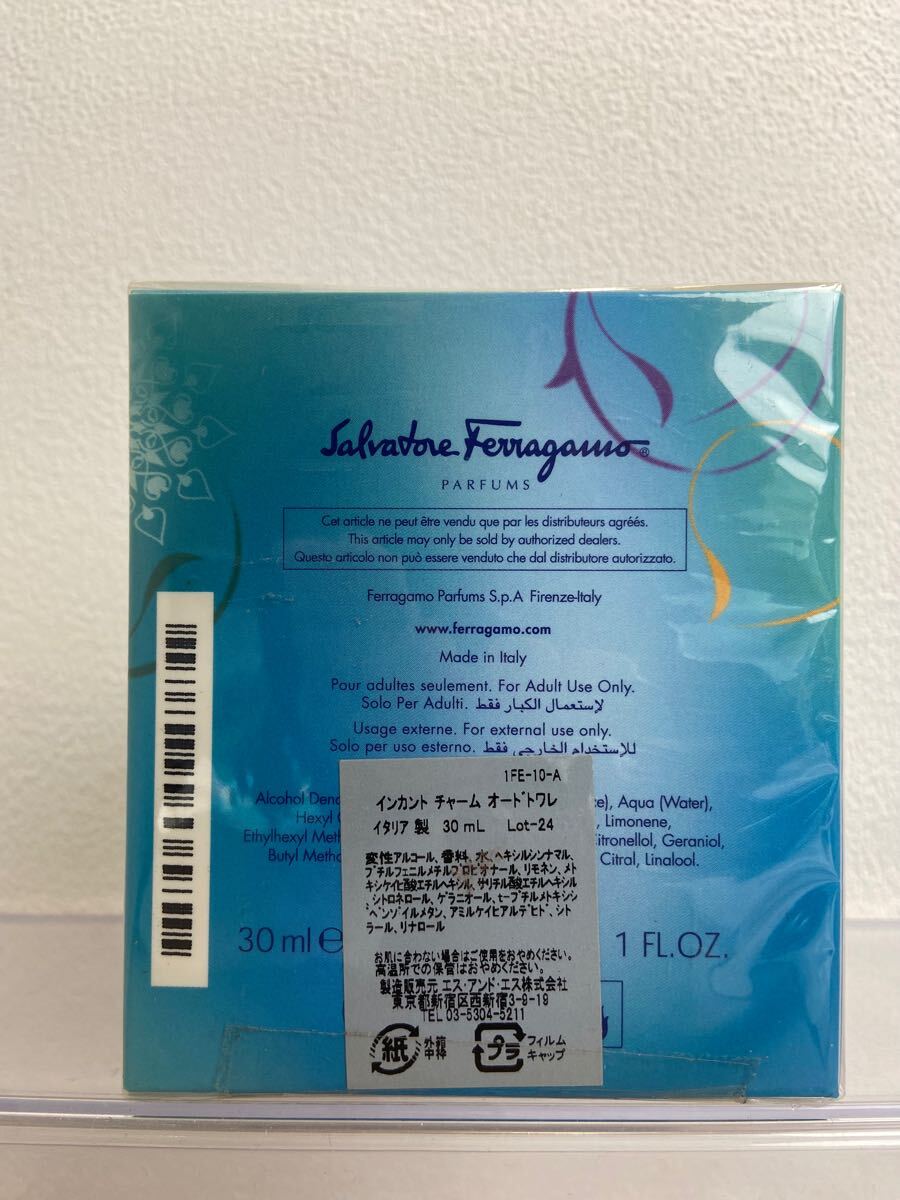 Salvatore Ferragamo®
PARFUMS
Cet article ne peut être vendu que par les distributeurs agréés.
This article may only be sold by authorized dealers.
Questo articolo non può essere venduto che dal distributore autorizzato.
Ferragamo Parfums S.p.A Firenze-Italy
www.ferragamo.com
Made in Italy
Pour adultes seulement. For Adult Use Only.
Solo Per Adulti. لإستعمال الكبار فقط
Usage externe. For external use only.
Solo per uso esterno. للاستخدام الخارجي فقط
Alcohol Aqua (Water),
Hexyl Limonene,
Ethylhexyl Citronellol, Geraniol,
Butyl Citral, Linalool.
30 ml e 1 FL.OZ.
1FE-10-A
インカント チャーム オードトワレ
イタリア 製 30 mL Lot-24
変性アルコール、香料、水、ヘキシルシンナマル、
ブチルフェニルメチルプロピオナール、リモネン、メト
キシケイヒ酸エチルヘキシル、サリチル酸エチルヘキシル
、シトロネロール、ゲラニオール、t-ブチルメトキシジ
ベンゾイルメタン、アミルケイヒアルデヒド、シト
ラール、リナロール
お肌に合わない場合はご使用をおやめください。
高温所での保管はおやめください。
製造販売元 エス・アンド・エス株式会社
東京都新宿区西新宿3-9-19
TEL 03-5304-5211
紙 外箱
中枠
プラ フィルム
キャップ